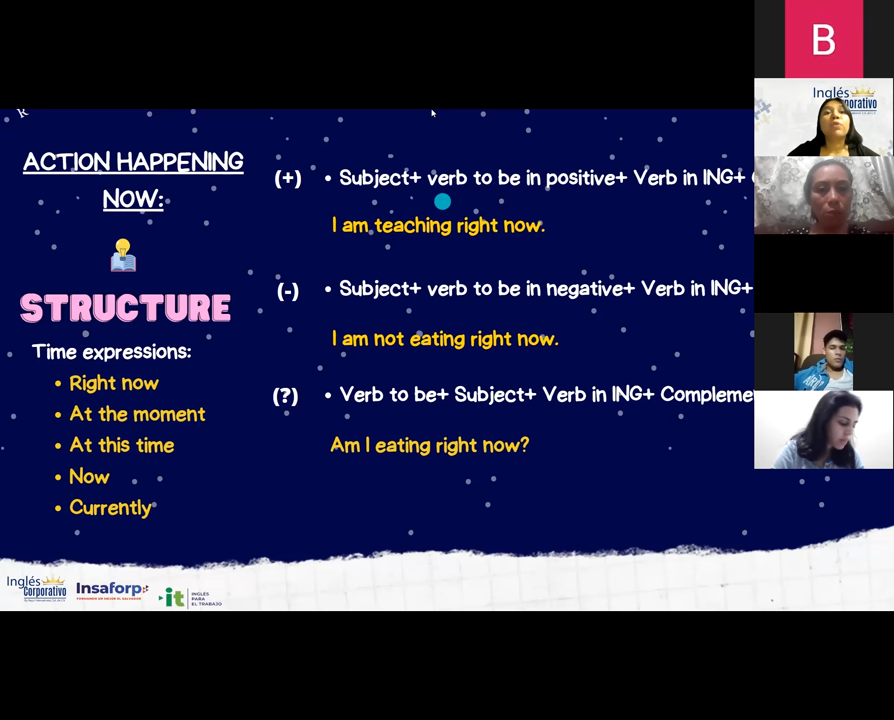 B
Inglés
Corporativo
R
ACTION HAPPENING
NOW:
STRUCTURE
Time expressions:
• Right now
• At the moment
• At this time
• Now
• Currently
(+) • Subject+ verb to be in positive+ Verb in ING+
I am teaching right now.
(-) • Subject+ verb to be in negative+ Verb in ING+
I am not eating right now.
(?) • Verb to be+ Subject+ Verb in ING+ Compleme
Am I eating right now?
Inglés
Corporativo
Insaforp
it
INGLÉS
PARA
EL TRABAJO